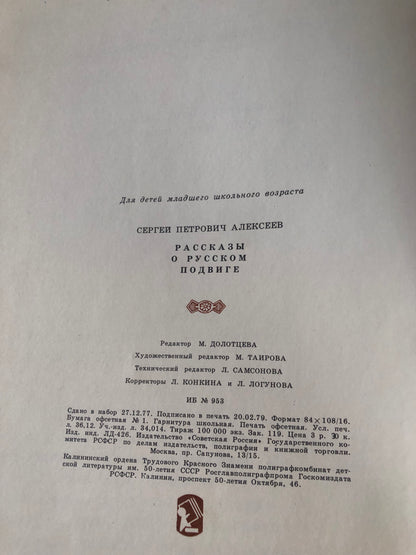 Для детей младшего школьного возраста
СЕРГЕЙ ПЕТРОВИЧ АЛЕКСЕЕВ
РАССКАЗЫ
О РУССКОМ
ПОДВИГЕ
Редактор М. ДОЛОТЦЕВА
Художественный редактор М. ТАИРОВА
Технический редактор Л. САМСОНОВА
Корректоры Л. КОНКИНА и Л. ЛОГУНОВА
ИБ № 953
Сдано в набор 27.12.77. Подписано в печать 20.02.79. Формат 84×108/16.
Бумага офсетная № 1. Гарнитура школьная. Печать офсетная. Усл. печ.
л. 36,12. Уч.-изд. л. 34,014. Тираж 100 000 экз. Зак. 119. Цена 3 р. 30 к.
Изд. инд. ЛД-426. Издательство «Советская Россия» Государственного ко-
митета РСФСР по делам издательств, полиграфии и книжной торговли.
Москва, пр. Сапунова, 13/15.
Калининский ордена Трудового Красного Знамени полиграфкомбинат дет-
ской литературы им. 50-летия СССР Росглавполиграфпрома Госкомиздата
РСФСР. Калинин, проспект 50-летия Октября, 46.